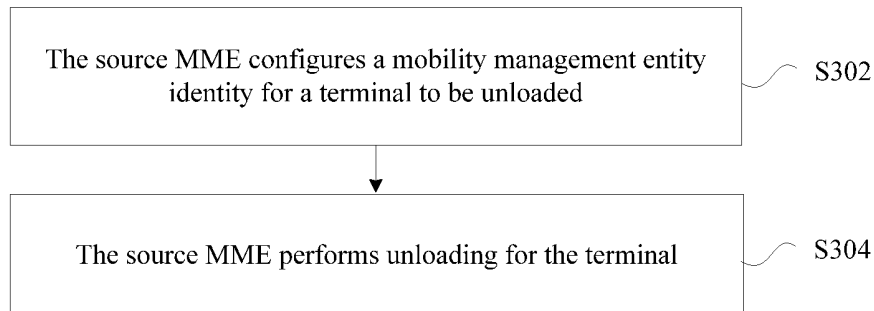 The source MME configures a mobility management entity
identity for a terminal to be unloaded
S302
The source MME performs unloading for the terminal
S304